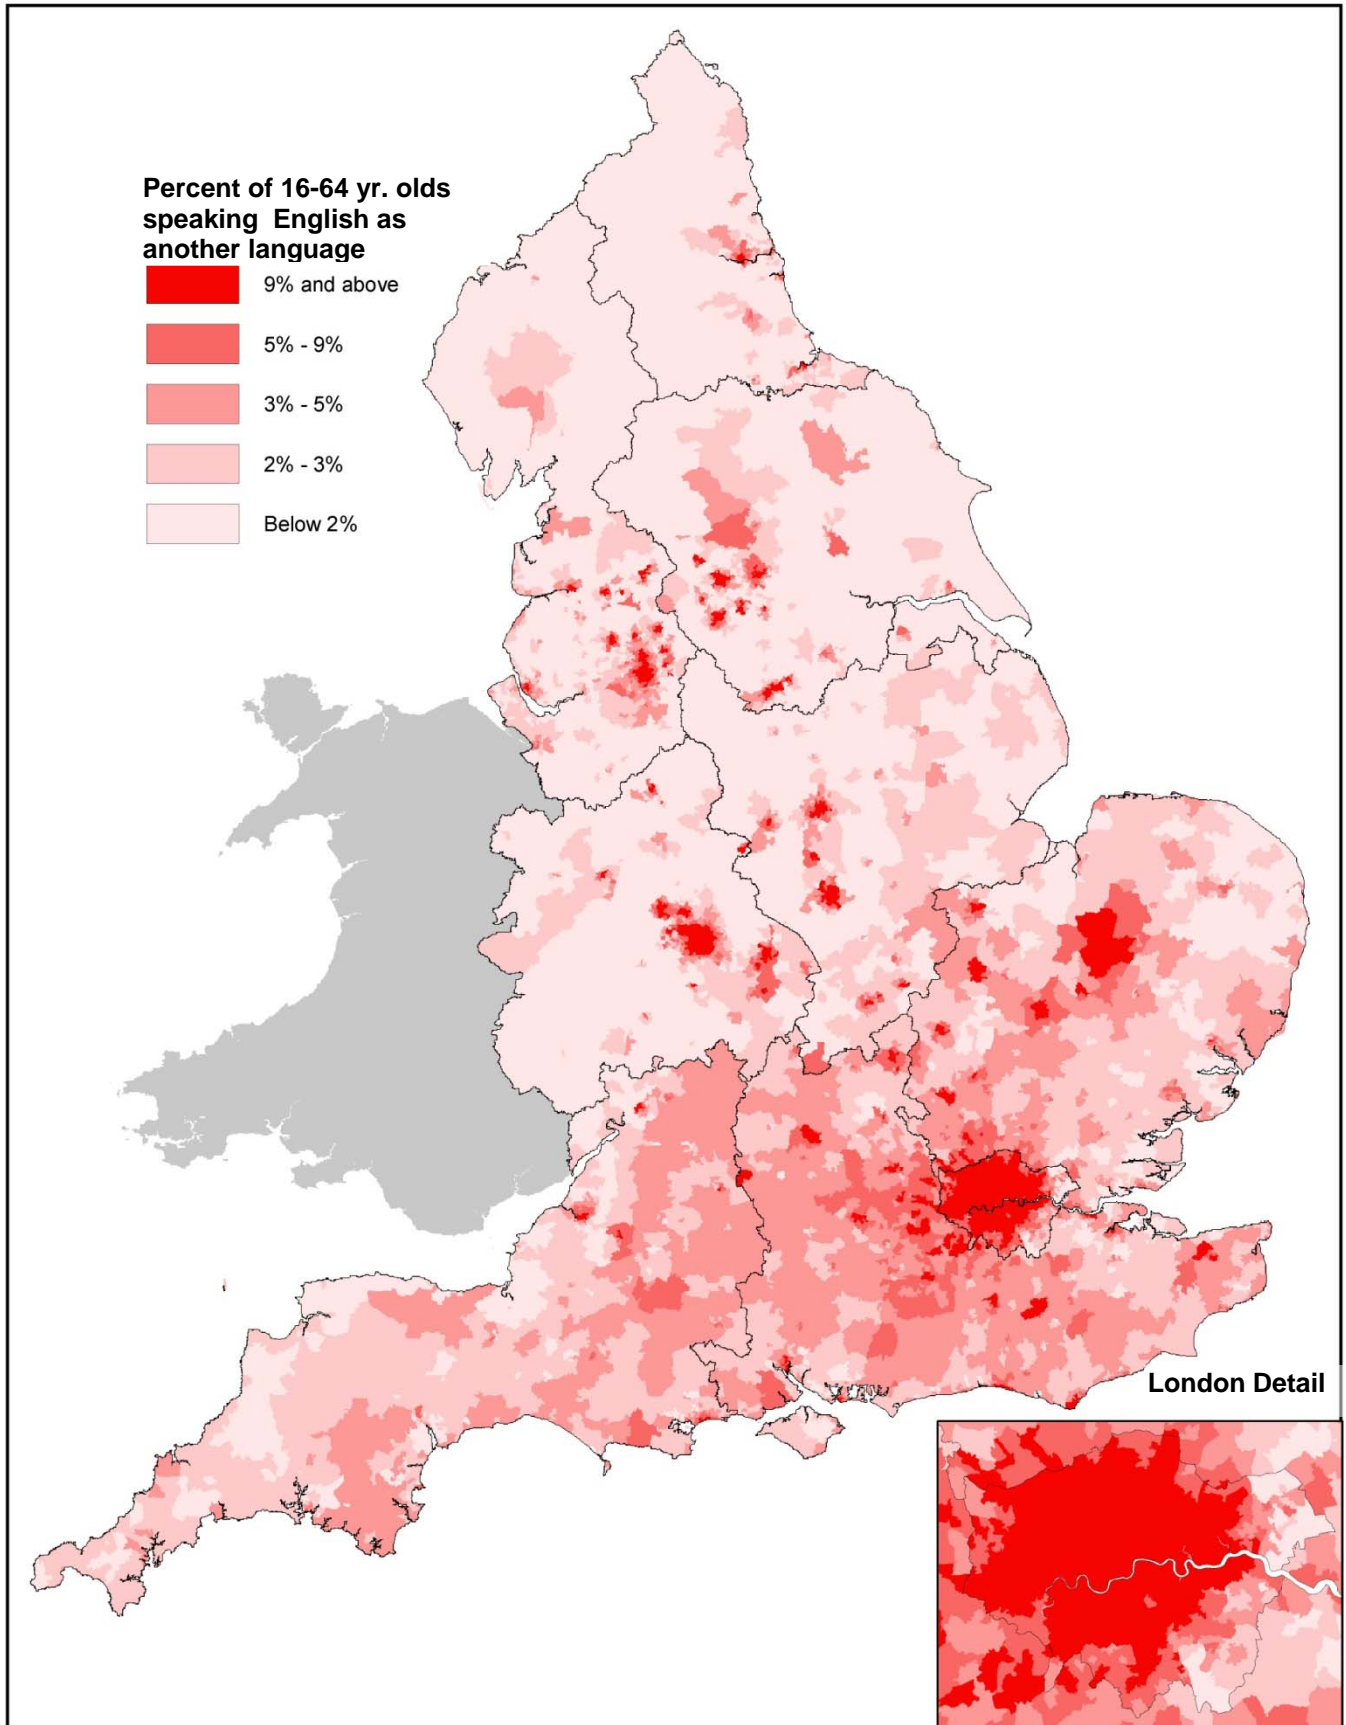 Percent of 16-64 yr. olds
speaking English as
another language
9% and above
5% - 9%
3% - 5%
2% - 3%
Below 2%
London Detail